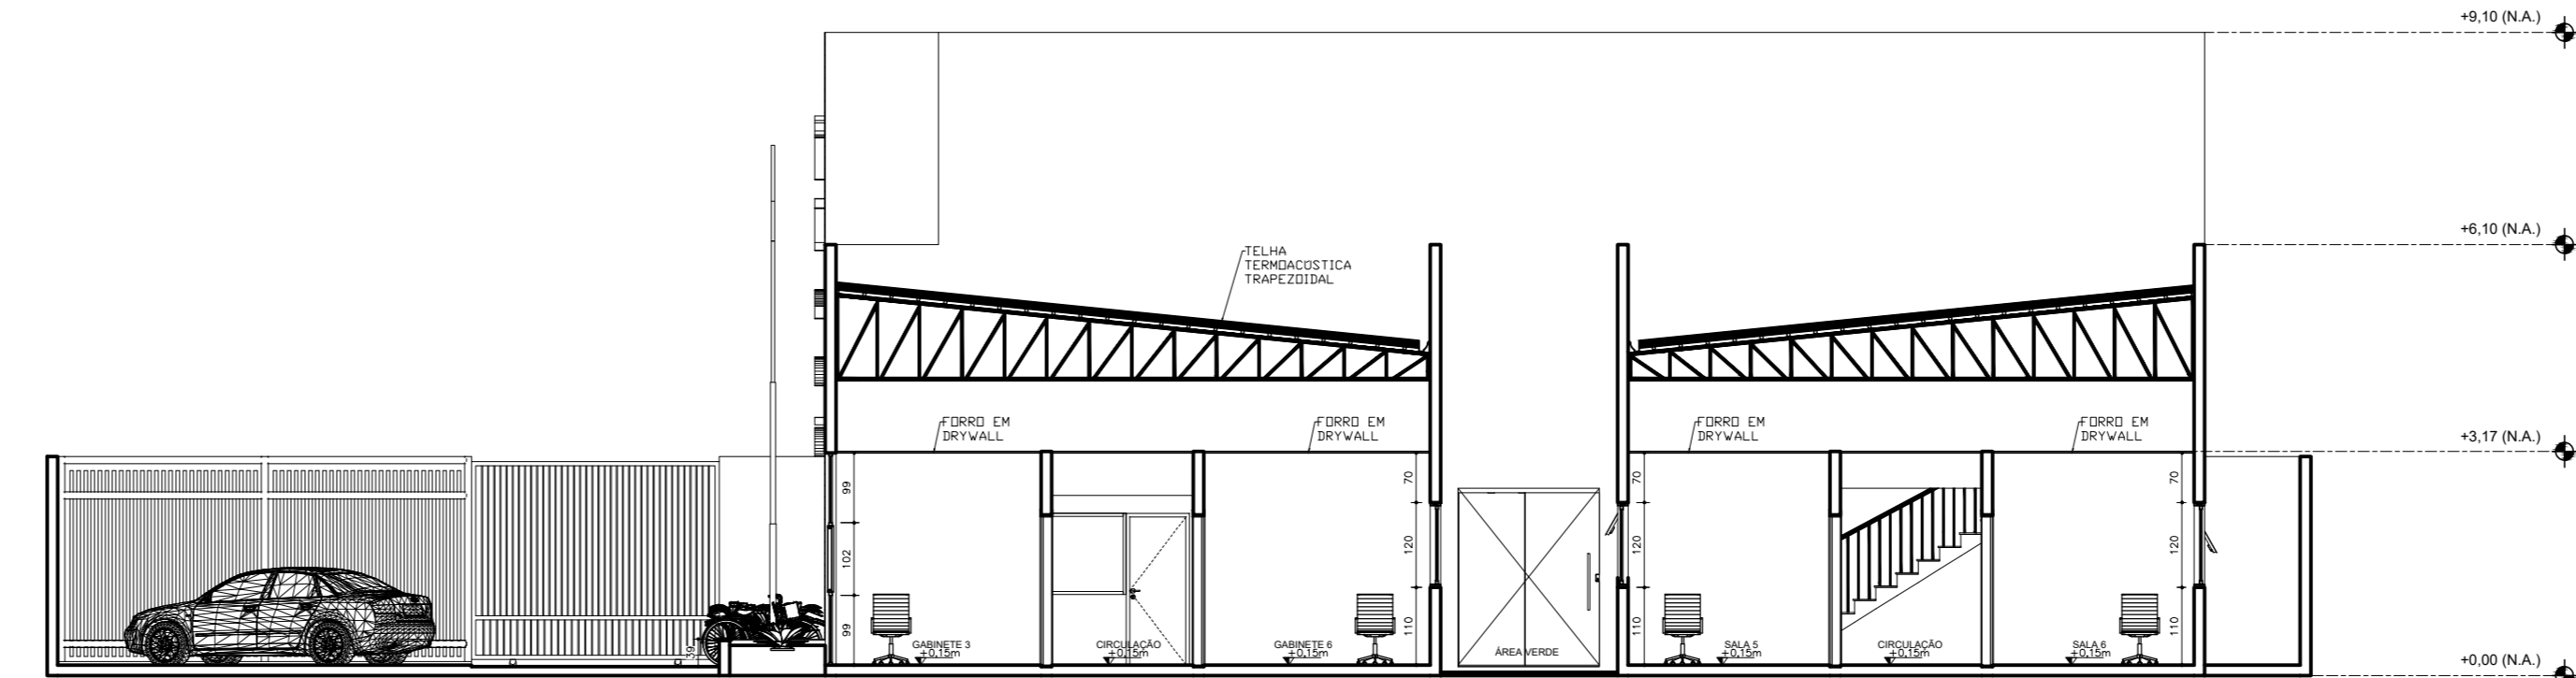 +9,10 (N.A.)
+6,10 (N.A.)
TELHA
TERMOACÚSTICA
TRAPEZOIDAL
FORRO EM
DRYWALL
FORRO EM
DRYWALL
FORRO EM
DRYWALL
FORRO EM
DRYWALL
+3,17 (N.A.)
99
102
99
70
120
110
70
120
110
70
120
110
39
GABINETE 3
+0,15m
CIRCULAÇÃO
+0,15m
GABINETE 6
+0,15m
ÁREA VERDE
SALA 5
+0,15m
CIRCULAÇÃO
+0,15m
SALA 6
+0,15m
+0,00 (N.A.)